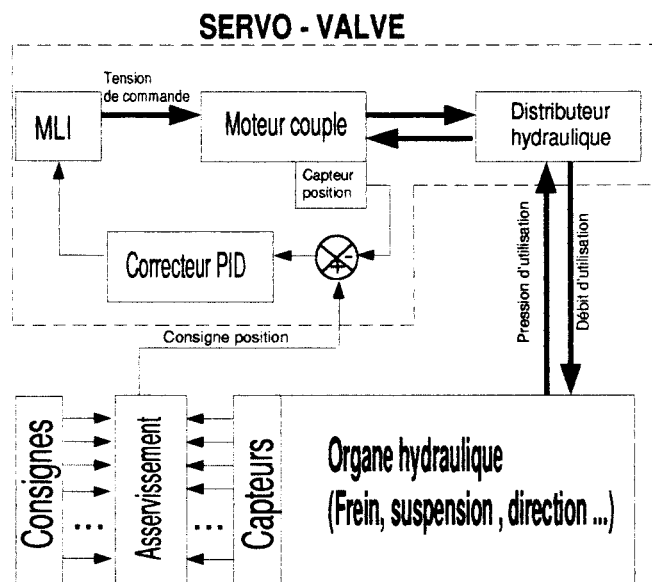 SERVO - VALVE
Tension
de commande
MLI
Moteur couple
Distributeur
hydraulique
Capteur
position
Correcteur PID
+
-
Consigne position
Pression d'utilisation
Débit d'utilisation
Consignes
...
Asservissement
...
Capteurs
Organe hydraulique
(Frein, suspension , direction ...)